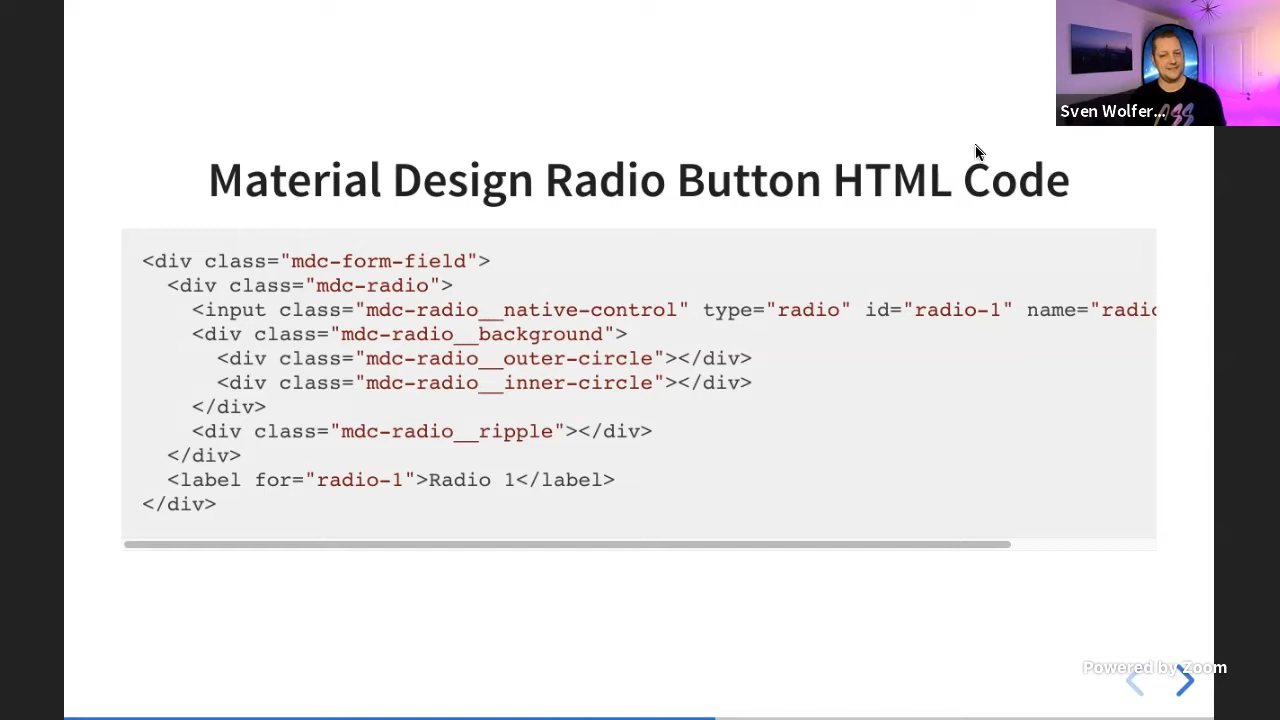 Sven Wolfer...
Material Design Radio Button HTML Code
<div class="mdc-form-field">
<div class="mdc-radio">
<input class="mdc-radio__native-control" type="radio" id="radio-1" name="radio
<div class="mdc-radio__background">
<div class="mdc-radio__outer-circle"></div>
<div class="mdc-radio__inner-circle"></div>
</div>
<div class="mdc-radio__ripple"></div>
</div>
<label for="radio-1">Radio 1</label>
</div>
Powered by Zoom